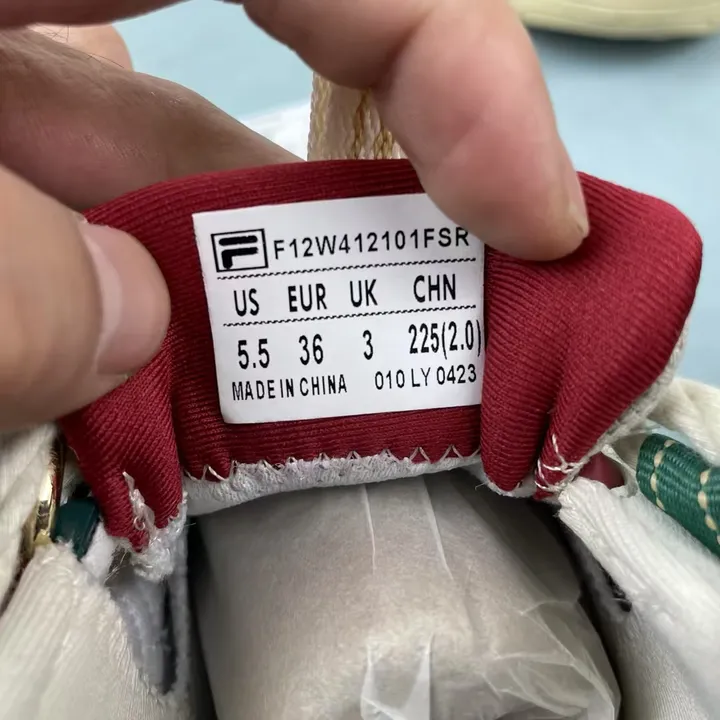 F12W412101FSR
US EUR UK CHN
5.5 36 3 225(2.0)
MADE IN CHINA 010 LY 0423